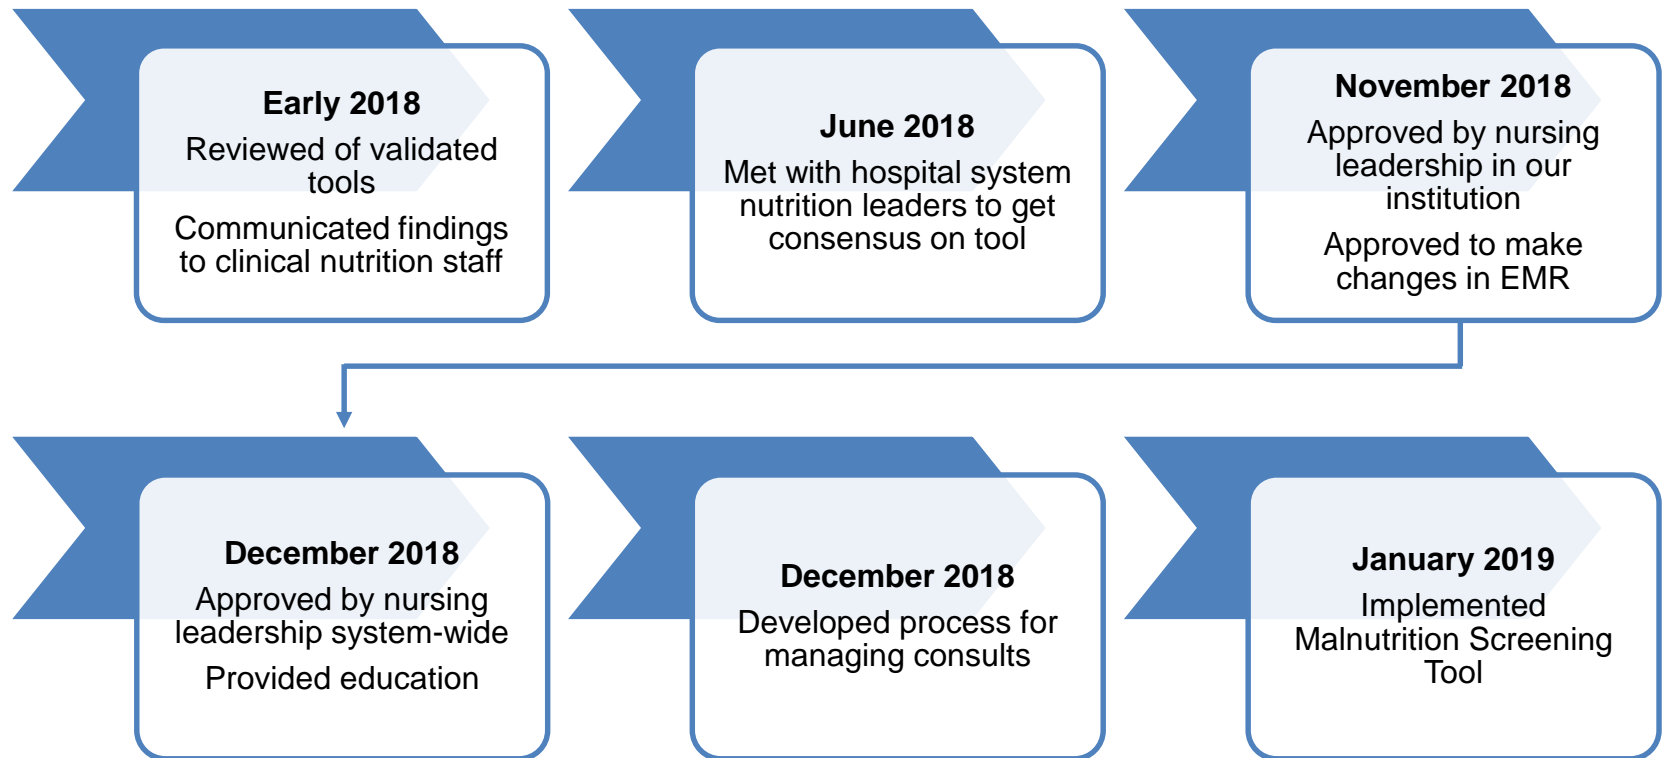 Early 2018
Reviewed of validated
tools
Communicated findings
to clinical nutrition staff
June 2018
Met with hospital system
nutrition leaders to get
consensus on tool
November 2018
Approved by nursing
leadership in our
institution
Approved to make
changes in EMR
December 2018
Approved by nursing
leadership system-wide
Provided education
December 2018
Developed process for
managing consults
January 2019
Implemented
Malnutrition Screening
Tool